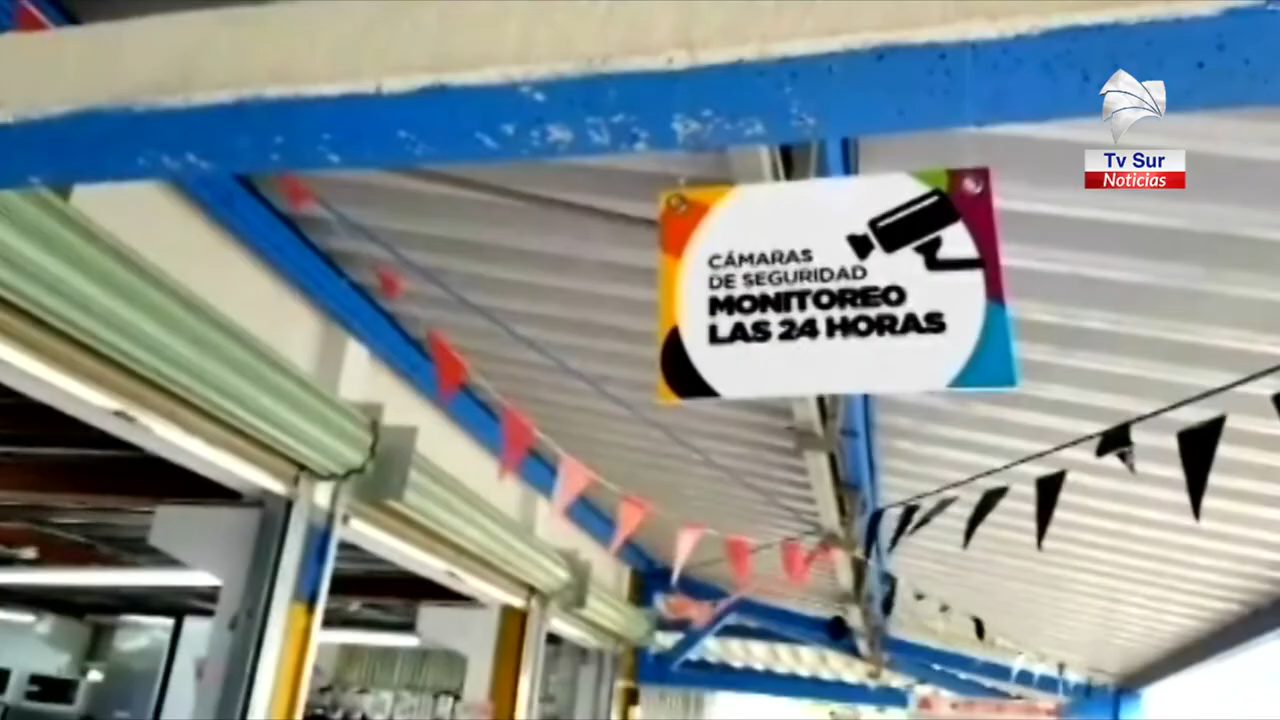 Tv Sur
Noticias
CÁMARAS
DE SEGURIDAD
MONITOREO
LAS 24 HORAS